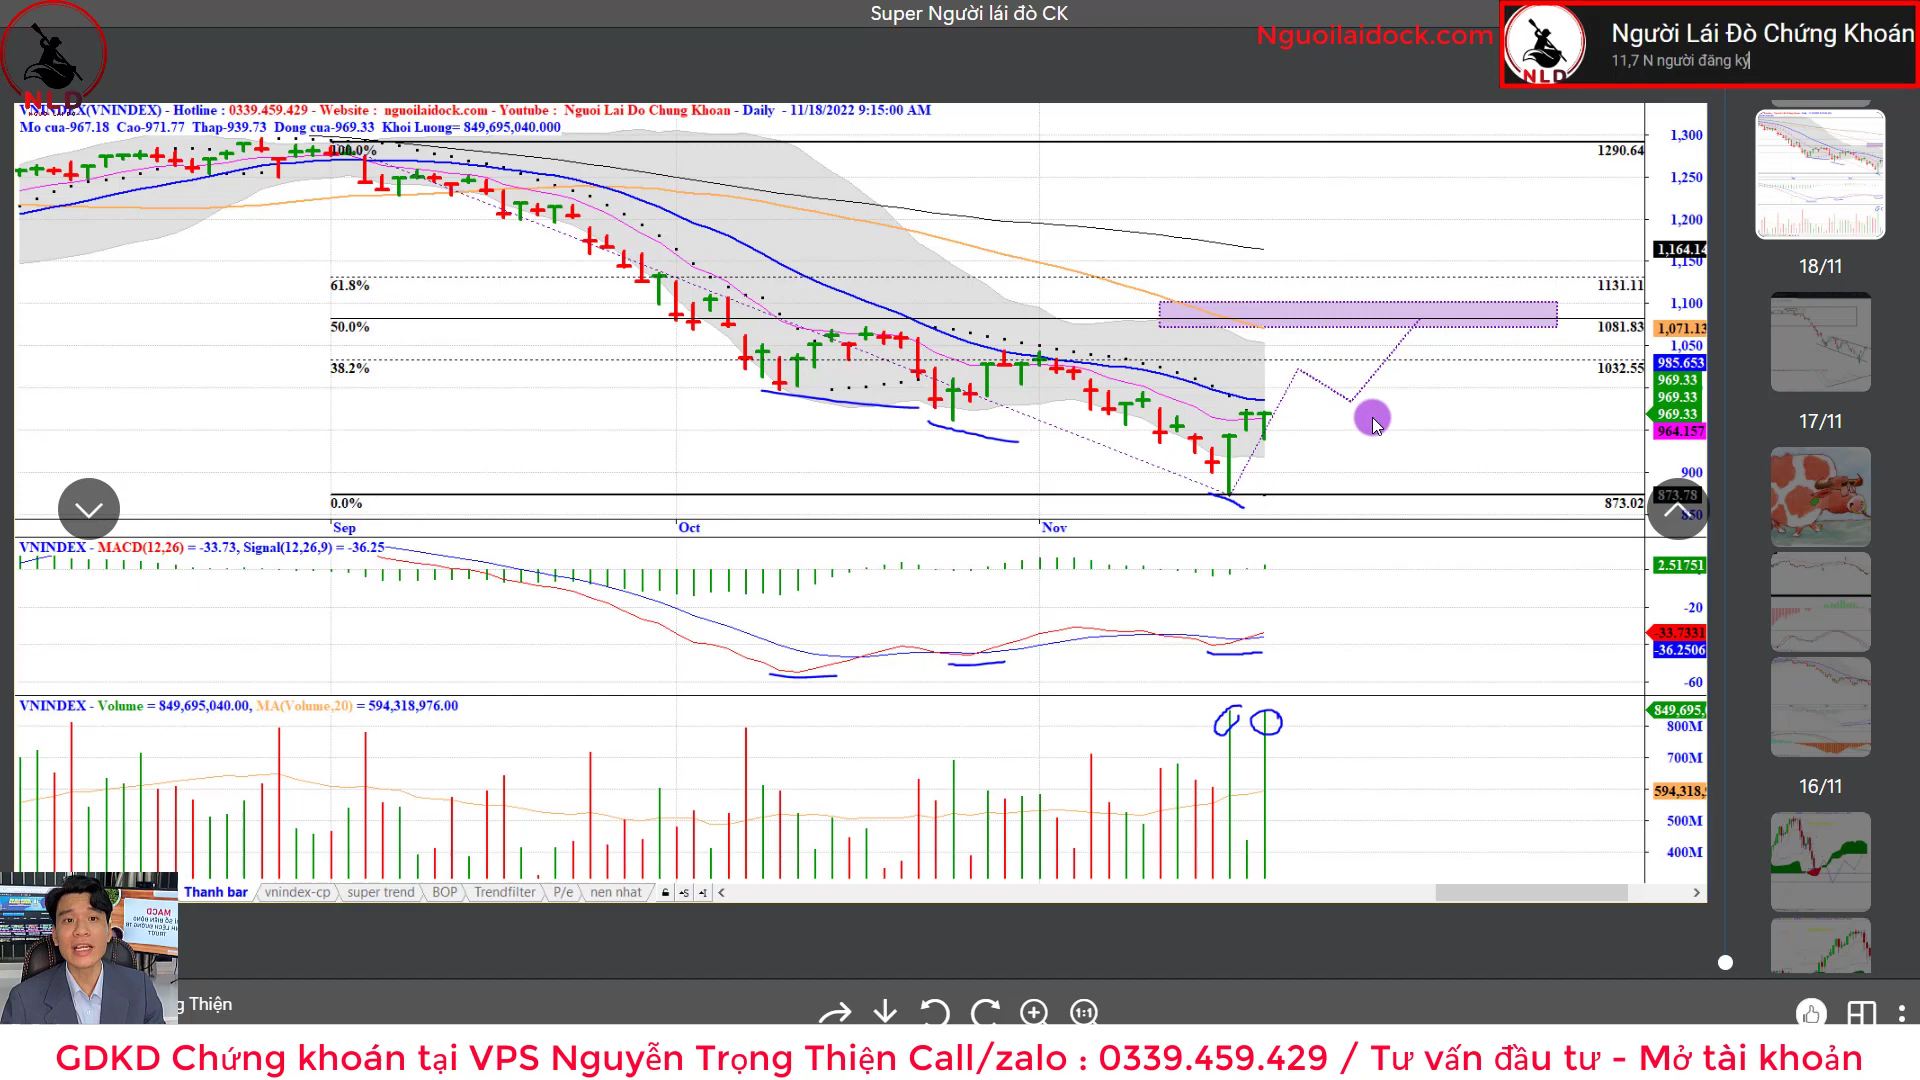 Super Người lái đò CK
Nguoilaidock.com
Người Lái Đò Chứng Khoán
11,7 N người đăng ký
NLD
NLD
VNINDEX(VNINDEX) - Hotline : 0339.459.429 - Website : nguoilaidock.com - Youtube : Nguoi Lai Do Chung Khoan - Daily - 11/18/2022 9:15:00 AM
Mo cua-967.18 Cao-971.77 Thap-939.73 Dong cua-969.33 Khoi Luong= 849,695,040.000
100.0%
1290.64
61.8%
1131.11
50.0%
1081.83
38.2%
1032.55
0.0%
873.02
1,300
1,250
1,200
1,164.14
1,150
1,100
1,071.13
1,050
985.653
969.33
969.33
969.33
964.157
900
873.78
850
Sep
Oct
Nov
VNINDEX - MACD(12,26) = -33.73, Signal(12,26,9) = -36.25
2.51751
-20
-33.7331
-36.2506
-60
VNINDEX - Volume = 849,695,040.00, MA(Volume,20) = 594,318,976.00
849,695,
800M
700M
594,318,
500M
400M
Thanh bar
vnindex-cp
super trend
BOP
Trendfilter
P/e
nen nhat
18/11
17/11
16/11
MACD
g Thiện
1:1
GDKD Chứng khoán tại VPS Nguyễn Trọng Thiện Call/zalo : 0339.459.429 / Tư vấn đầu tư - Mở tài khoản